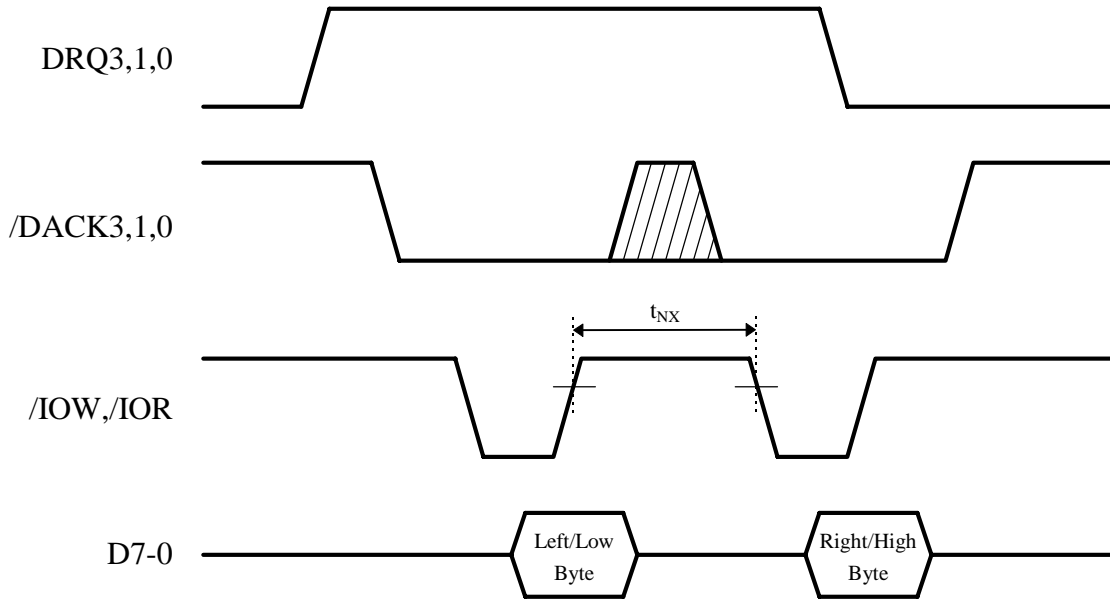 DRQ3,1,0
/DACK3,1,0
tNX
/IOW,/IOR
Left/Low
Byte
Right/High
Byte
D7-0